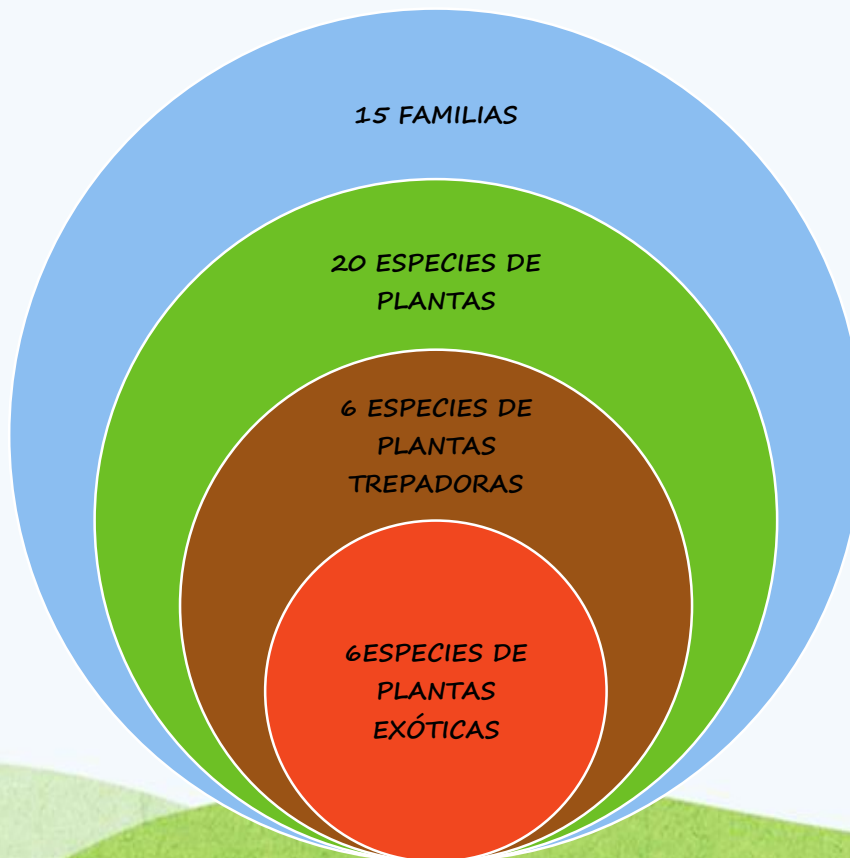 15 FAMILIAS
20 ESPECIES DE
PLANTAS
6 ESPECIES DE
PLANTAS
TREPADORAS
6ESPECIES DE
PLANTAS
EXÓTICAS